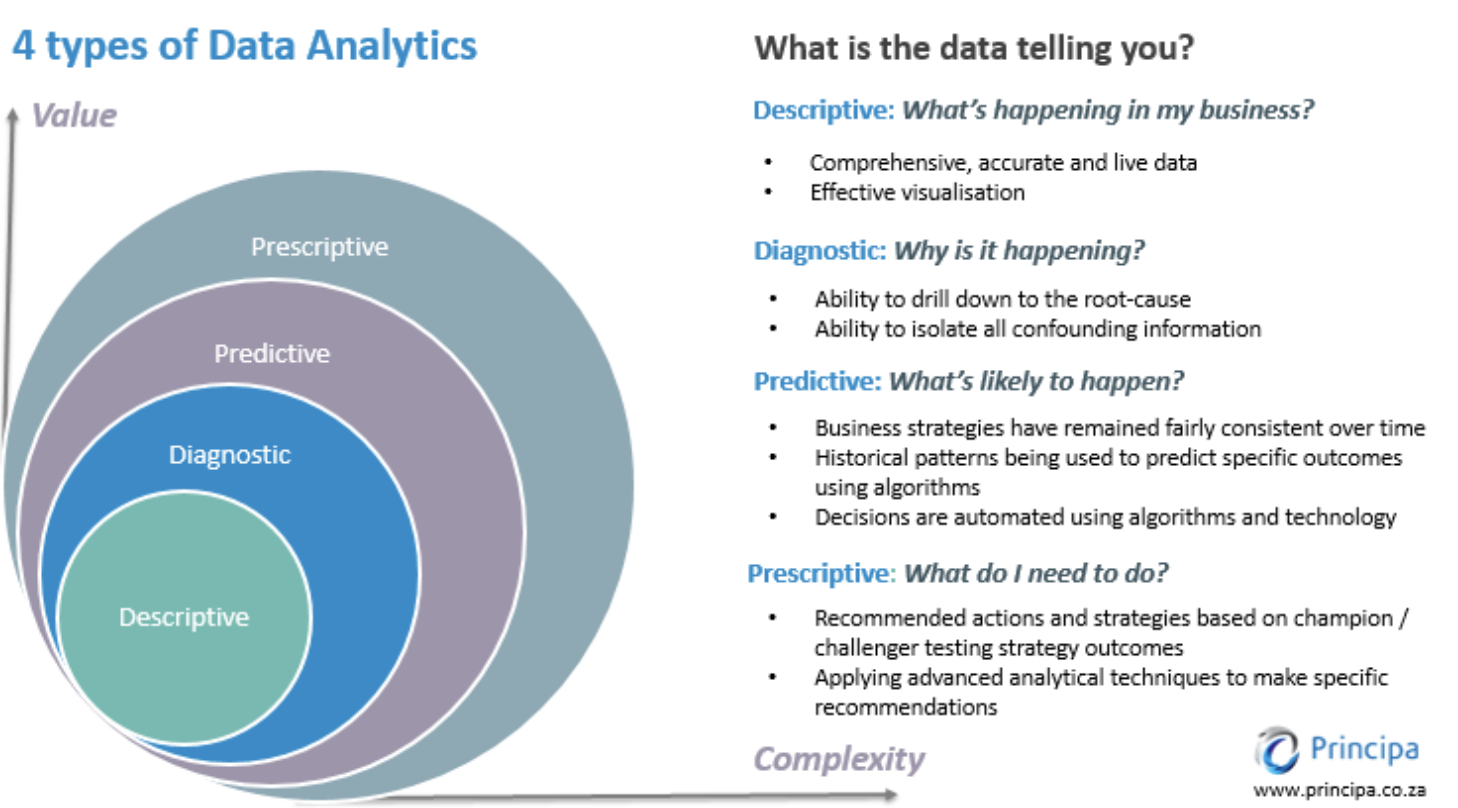 4 types of Data Analytics
Value
Prescriptive
Predictive
Diagnostic
Descriptive
What is the data telling you?
Descriptive: What's happening in my business?
• Comprehensive, accurate and live data
• Effective visualisation
Diagnostic: Why is it happening?
• Ability to drill down to the root-cause
• Ability to isolate all confounding information
Predictive: What's likely to happen?
• Business strategies have remained fairly consistent over time
• Historical patterns being used to predict specific outcomes
using algorithms
• Decisions are automated using algorithms and technology
Prescriptive: What do I need to do?
• Recommended actions and strategies based on champion /
challenger testing strategy outcomes
• Applying advanced analytical techniques to make specific
recommendations
Complexity
Principa
www.principa.co.za